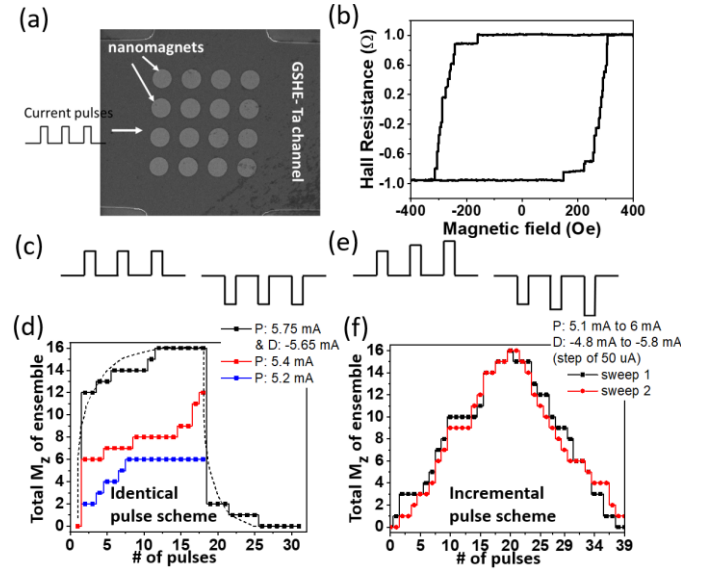 (a)
nanomagnets
Current pulses
GSHE- Ta channel
(b)
Hall Resistance (Ω)
1.0
0.6
0.2
-0.2
-0.6
-1.0
-400 -200 0 200 400
Magnetic field (Oe)
(c)
(e)
(d)
Total Mz of ensemble
16
14
12
10
8
6
4
2
0
P: 5.75 mA
& D: -5.65 mA
P: 5.4 mA
P: 5.2 mA
Identical
pulse scheme
0 5 10 15 20 25 30
# of pulses
(f)
P: 5.1 mA to 6 mA
D: -4.8 mA to -5.8 mA
(step of 50 uA)
sweep 1
sweep 2
Total Mz of ensemble
16
14
12
10
8
6
4
2
0
Incremental
pulse scheme
0 5 10 15 20 25 29 34 39
# of pulses